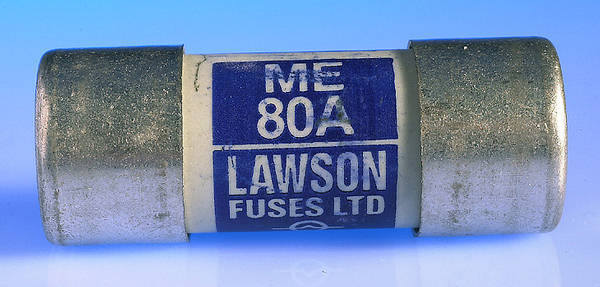 ME
80A
LAWSON
FUSES LTD